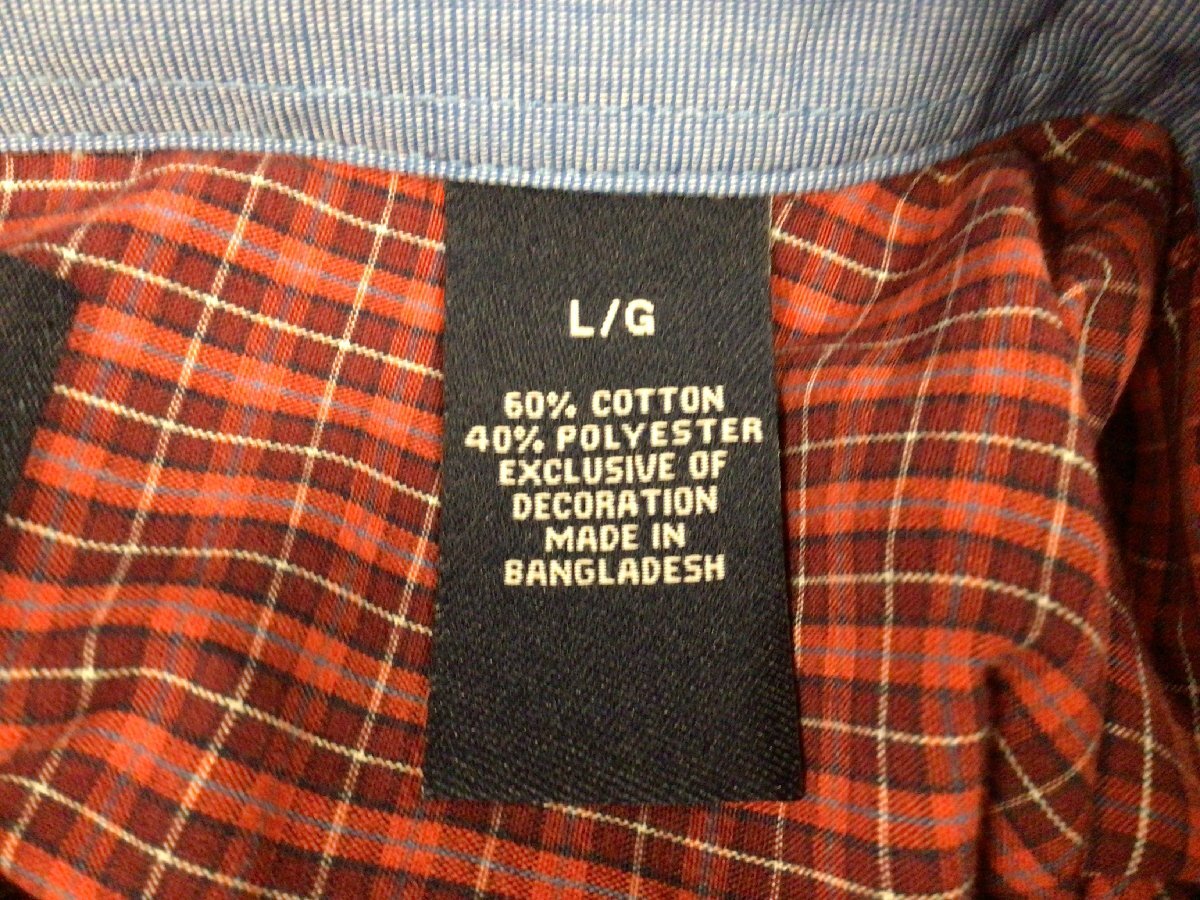 L/G
60% COTTON
40% POLYESTER
EXCLUSIVE OF
DECORATION
MADE IN
BANGLADESH